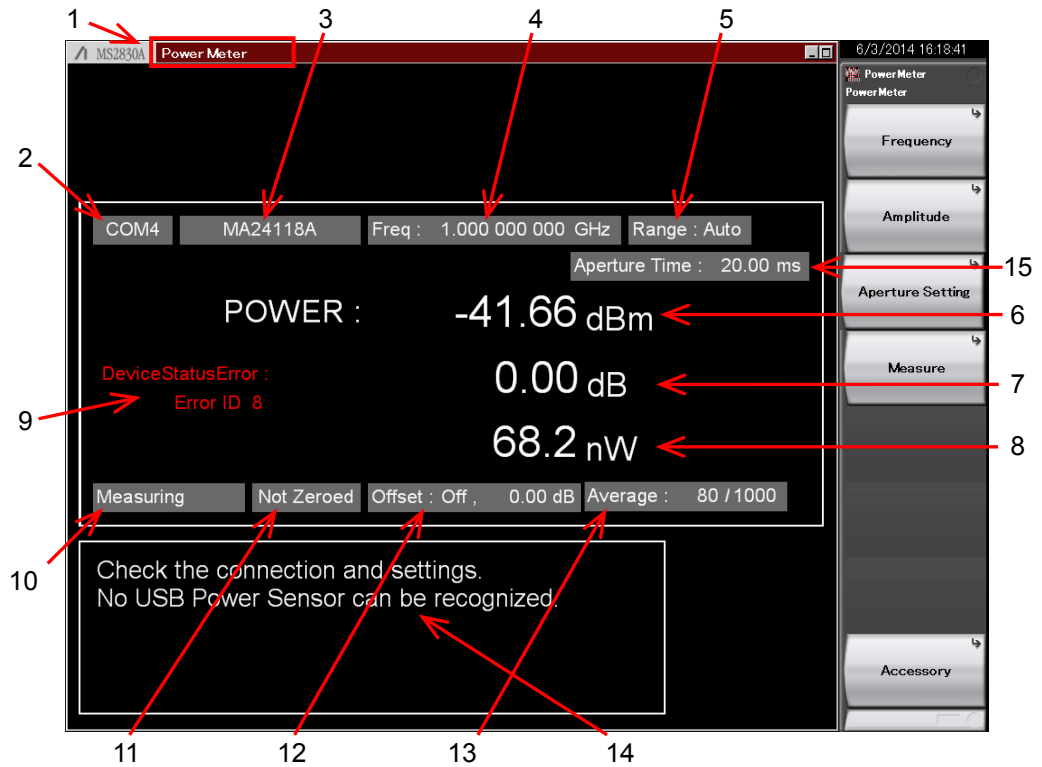 1 3 4 5
MS2830A Power Meter 6/3/2014 16:18:41
Power Meter
Power Meter
Frequency
2
Amplitude
COM4 MA24118A Freq : 1.000 000 000 GHz Range : Auto
Aperture Time : 20.00 ms 15
Aperture Setting
POWER : -41.66 dBm 6
Measure
DeviceStatusError : 0.00 dB 7
Error ID 8
9
68.2 nW 8
Measuring Not Zeroed Offset : Off , 0.00 dB Average : 80 / 1000
10
Check the connection and settings.
No USB Power Sensor can be recognized.
Accessory
11 12 13 14